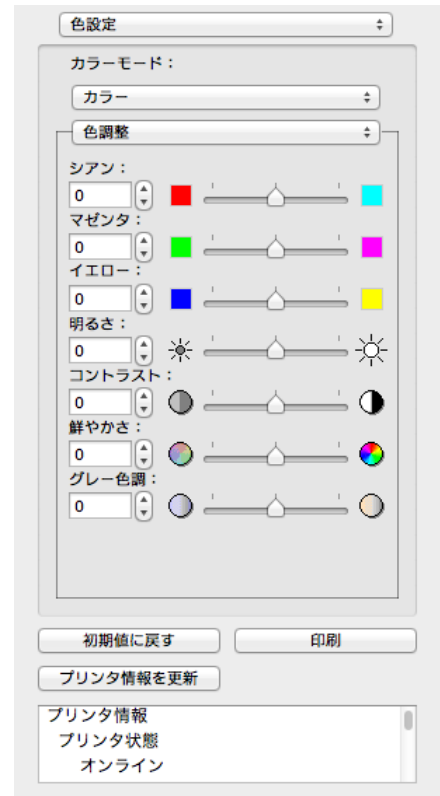 色設定
カラーモード：
カラー
色調整
シアン：
0
マゼンタ：
0
イエロー：
0
明るさ：
0
コントラスト：
0
鮮やかさ：
0
グレー色調：
0
初期値に戻す 印刷
プリンタ情報を更新
プリンタ情報
プリンタ状態
オンライン